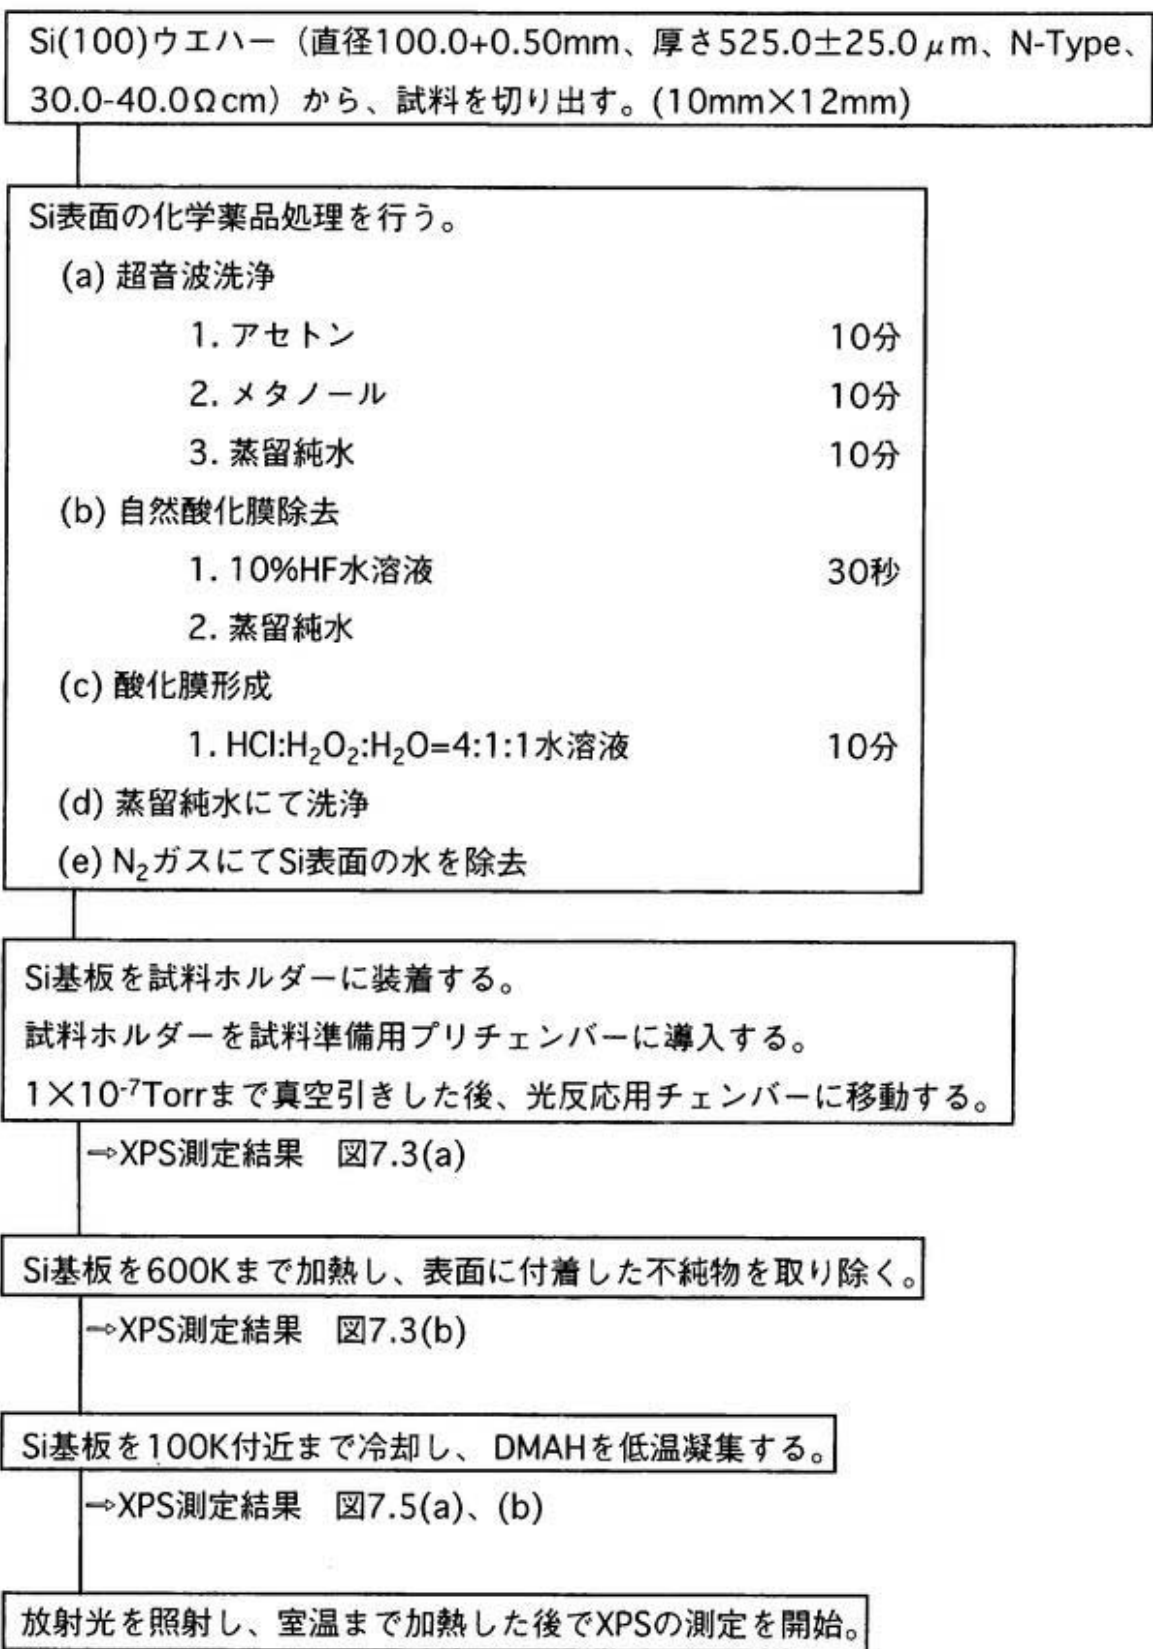 Si(100)ウエハー（直径100.0+0.50mm、厚さ525.0±25.0μm、N-Type、
30.0-40.0Ωcm）から、試料を切り出す。(10mm×12mm)
Si表面の化学薬品処理を行う。
(a) 超音波洗浄
1. アセトン 10分
2. メタノール 10分
3. 蒸留純水 10分
(b) 自然酸化膜除去
1. 10%HF水溶液 30秒
2. 蒸留純水
(c) 酸化膜形成
1. HCl:H₂O₂:H₂O=4:1:1水溶液 10分
(d) 蒸留純水にて洗浄
(e) N₂ガスにてSi表面の水を除去
Si基板を試料ホルダーに装着する。
試料ホルダーを試料準備用プリチェンバーに導入する。
1×10⁻⁷Torrまで真空引きした後、光反応用チェンバーに移動する。
⇒XPS測定結果 図7.3(a)
Si基板を600Kまで加熱し、表面に付着した不純物を取り除く。
⇒XPS測定結果 図7.3(b)
Si基板を100K付近まで冷却し、DMAHを低温凝集する。
⇒XPS測定結果 図7.5(a)、(b)
放射光を照射し、室温まで加熱した後でXPSの測定を開始。